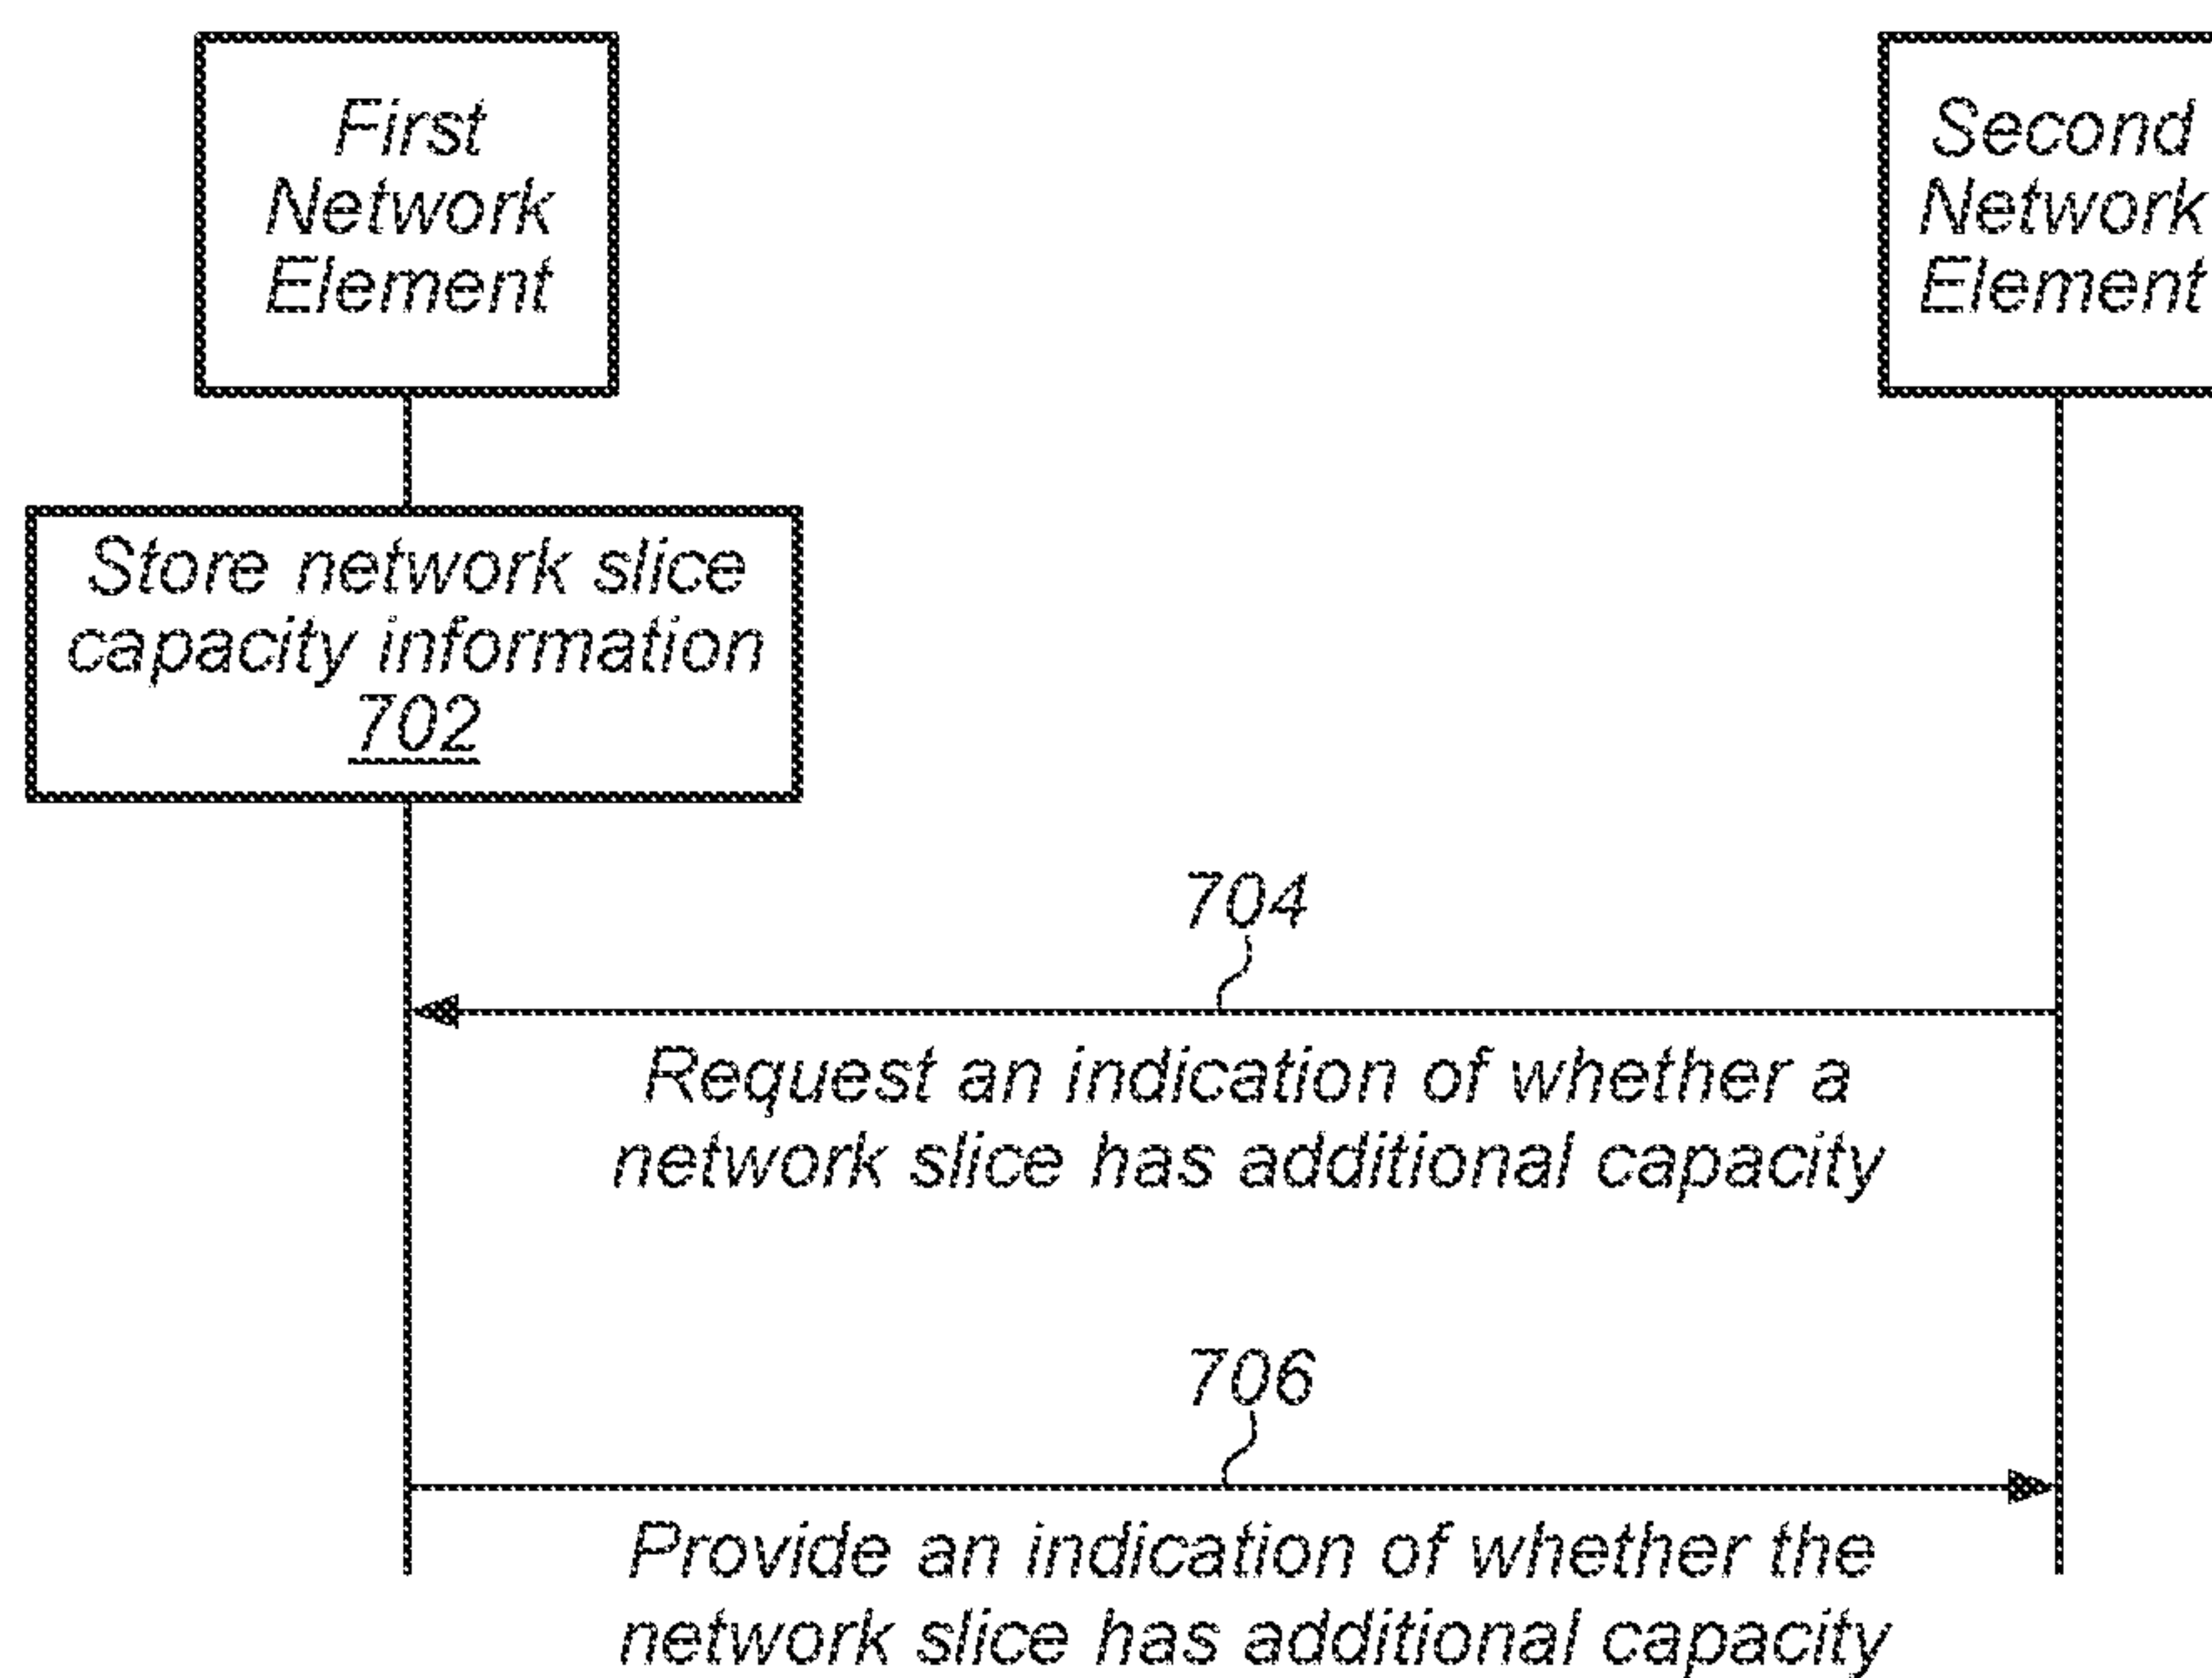 First
Network
Element
Second
Network
Element
Store network slice
capacity information
702
704
Request an indication of whether a
network slice has additional capacity
706
Provide an indication of whether the
network slice has additional capacity